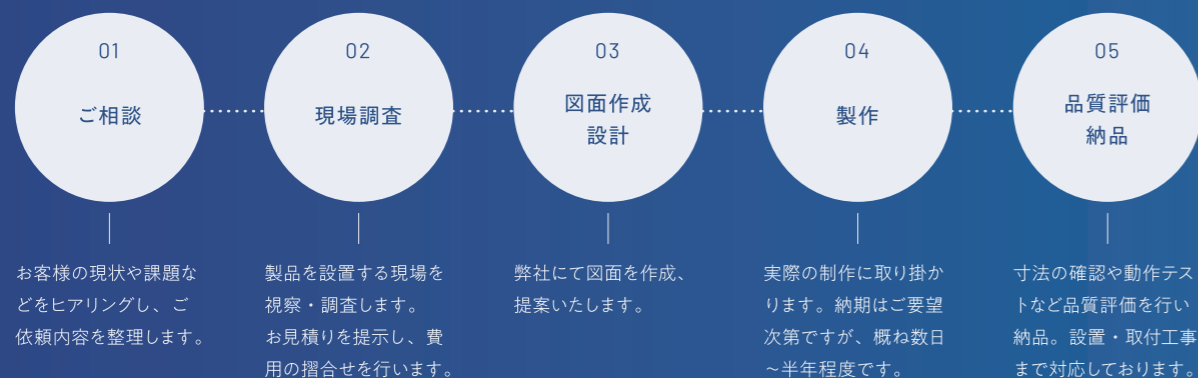 01
ご相談
お客様の現状や課題な
どをヒアリングし、ご
依頼内容を整理します。
02
現場調査
製品を設置する現場を
視察・調査します。
お見積りを提示し、費
用の摺合せを行います。
03
図面作成
設計
弊社にて図面を作成、
提案いたします。
04
製作
実際の制作に取り掛か
ります。納期はご要望
次第ですが、概ね数日
～半年程度です。
05
品質評価
納品
寸法の確認や動作テス
トなど品質評価を行い
納品。設置・取付工事
まで対応しております。